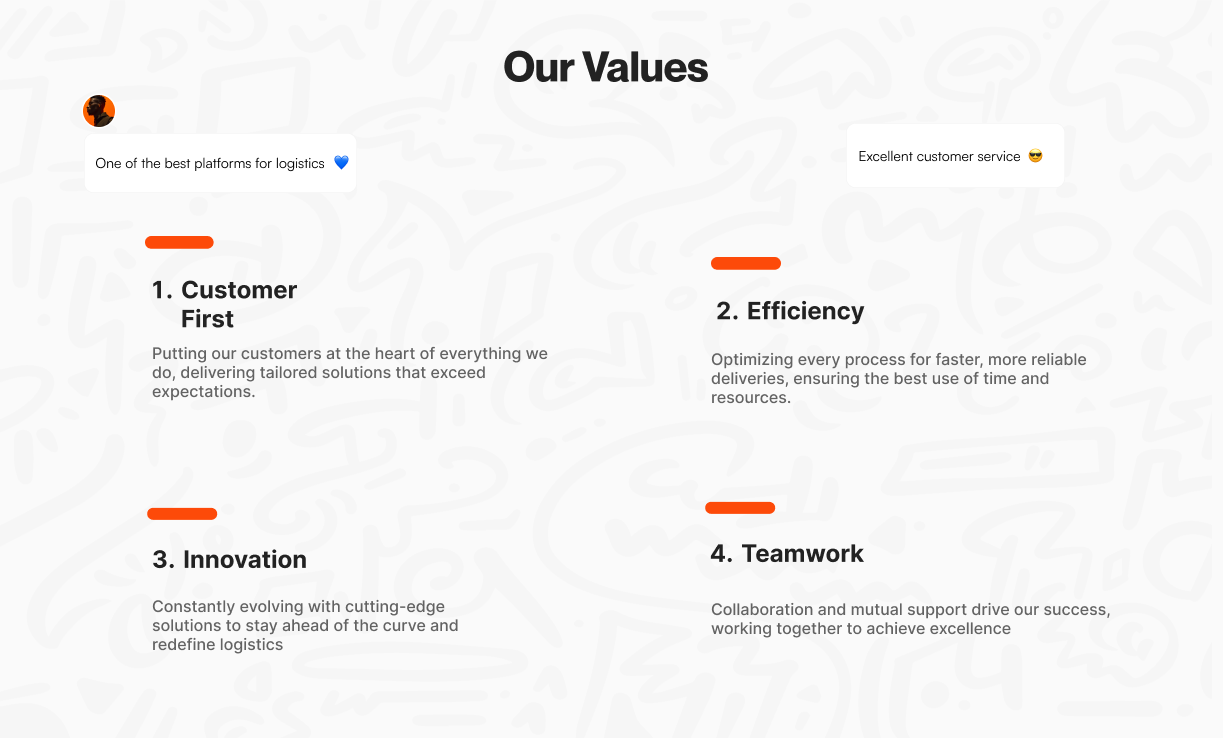 Our Values
One of the best platforms for logistics 💙
Excellent customer service 😎
1. Customer
First
Putting our customers at the heart of everything we
do, delivering tailored solutions that exceed
expectations.
2. Efficiency
Optimizing every process for faster, more reliable
deliveries, ensuring the best use of time and
resources.
3. Innovation
Constantly evolving with cutting-edge
solutions to stay ahead of the curve and
redefine logistics
4. Teamwork
Collaboration and mutual support drive our success,
working together to achieve excellence